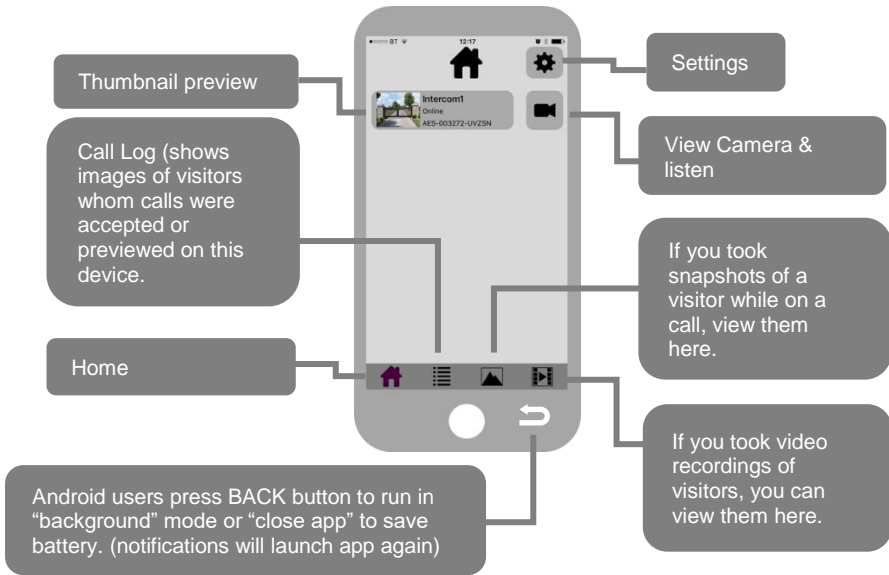 BT
12:17
Settings
Thumbnail preview
Intercom1
Online
AES-003272-UVZSN
View Camera &
listen
Call Log (shows
images of visitors
whom calls were
accepted or
previewed on this
device.
If you took
snapshots of a
visitor while on a
call, view them
here.
Home
If you took video
recordings of
visitors, you can
view them here.
Android users press BACK button to run in
“background” mode or “close app” to save
battery. (notifications will launch app again)